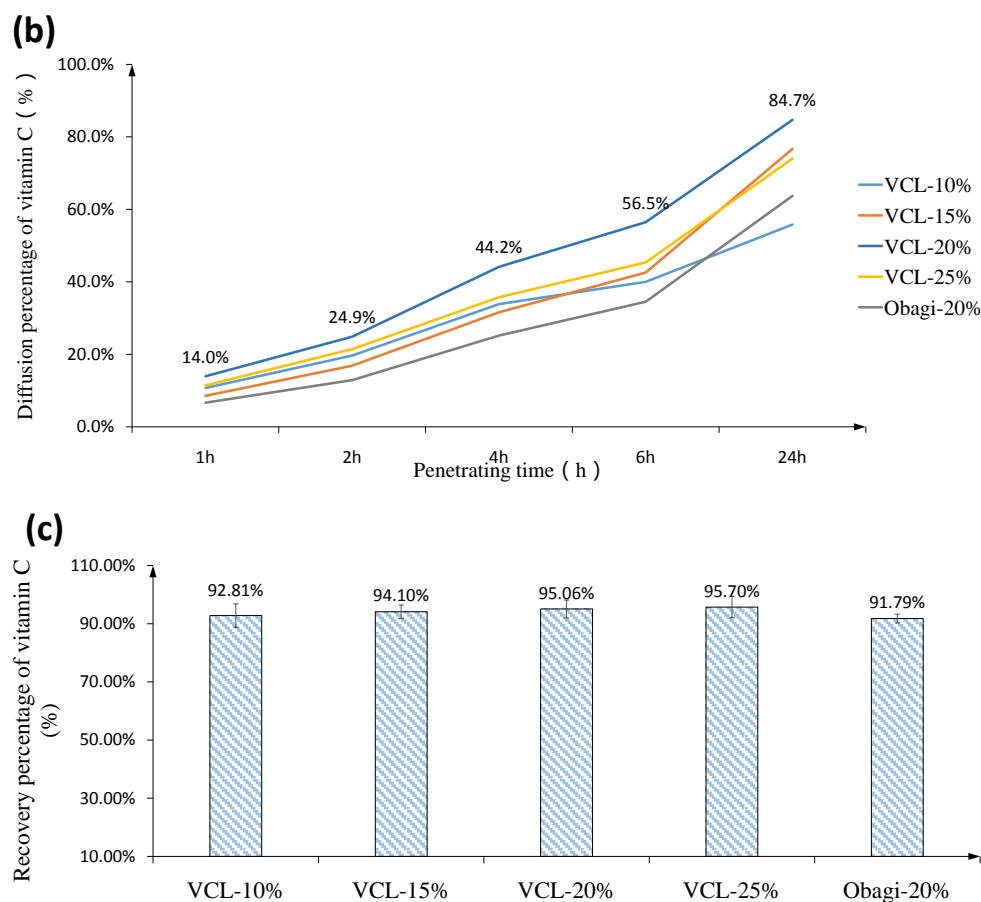 (b)
Diffusion percentage of vitamin C ( % )
100.0%
80.0%
60.0%
40.0%
20.0%
0.0%
14.0%
24.9%
44.2%
56.5%
84.7%
1h
2h
4h
6h
24h
Penetrating time ( h )
VCL-10%
VCL-15%
VCL-20%
VCL-25%
Obagi-20%
(c)
Recovery percentage of vitamin C
(%)
110.00%
90.00%
70.00%
50.00%
30.00%
10.00%
92.81%
94.10%
95.06%
95.70%
91.79%
VCL-10%
VCL-15%
VCL-20%
VCL-25%
Obagi-20%